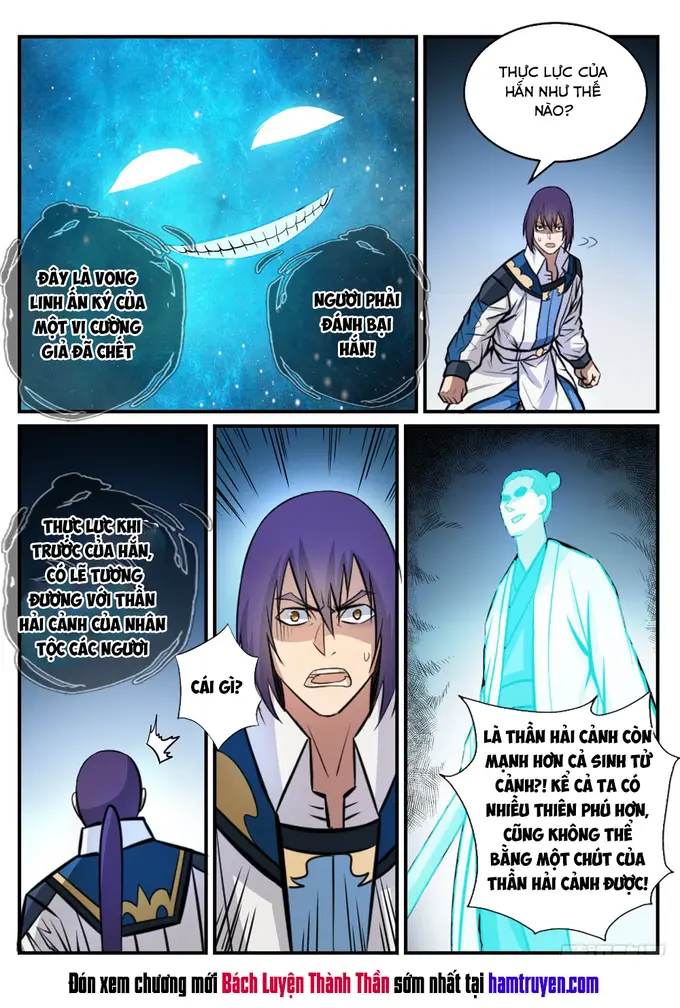 ĐÂY LÀ VONG
LINH ẤN KÝ CỦA
MỘT VỊ CƯỜNG
GIẢ ĐÃ CHẾT
NGƯƠI PHẢI
ĐÁNH BẠI
HẮN!
THỰC LỰC CỦA
HẮN NHƯ THẾ
NÀO?
THỰC LỰC KHI
TRƯỚC CỦA HẮN,
CÓ LẼ TƯƠNG
ĐƯƠNG VỚI THẦN
HẢI CẢNH CỦA NHÂN
TỘC CÁC NGƯƠI
CÁI GÌ?
LÀ THẦN HẢI CẢNH CÒN
MẠNH HƠN CẢ SINH TỬ
CẢNH?! KỂ CẢ TA CÓ
NHIỀU THIÊN PHÚ HƠN,
CŨNG KHÔNG THỂ
BẰNG MỘT CHÚT CỦA
THẦN HẢI CẢNH ĐƯỢC!
Đón xem chương mới Bách Luyện Thành Thần sớm nhất tại hamtruyen.com